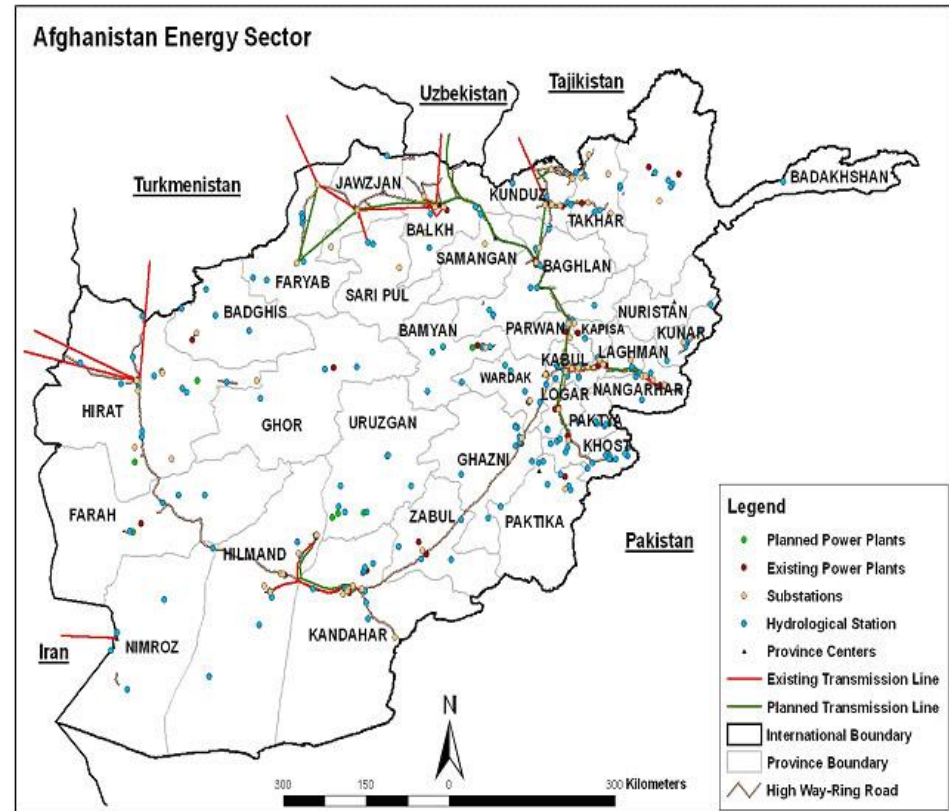 Afghanistan Energy Sector
Tajikistan
Uzbekistan
Turkmenistan
BADAKHSHAN
JAWZJAN
KUNDUZ
TAKHAR
BALKH
SAMANGAN
BAGHLAN
FARYAB
SARI PUL
BADGHIS
NURISTAN
BAMYAN
PARWAN
KAPISA
KUNAR
KABUL
LAGHMAN
WARDAK
NANGARHAR
LOGAR
HIRAT
GHOR
URUZGAN
PAKTYA
KHOST
GHAZNI
FARAH
ZABUL
PAKTIKA
Pakistan
HILMAND
KANDAHAR
Iran
NIMROZ
Legend
Planned Power Plants
Existing Power Plants
Substations
Hydrological Station
Province Centers
Existing Transmission Line
Planned Transmission Line
International Boundary
Province Boundary
High Way-Ring Road
N
300 150 0 300 Kilometers